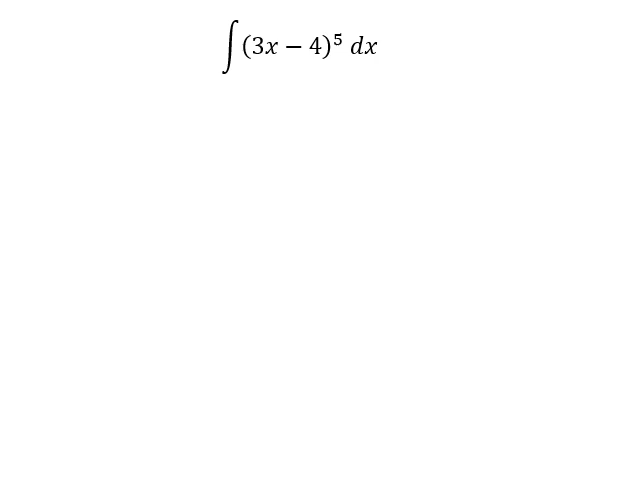 ∫(3x − 4)⁵ dx